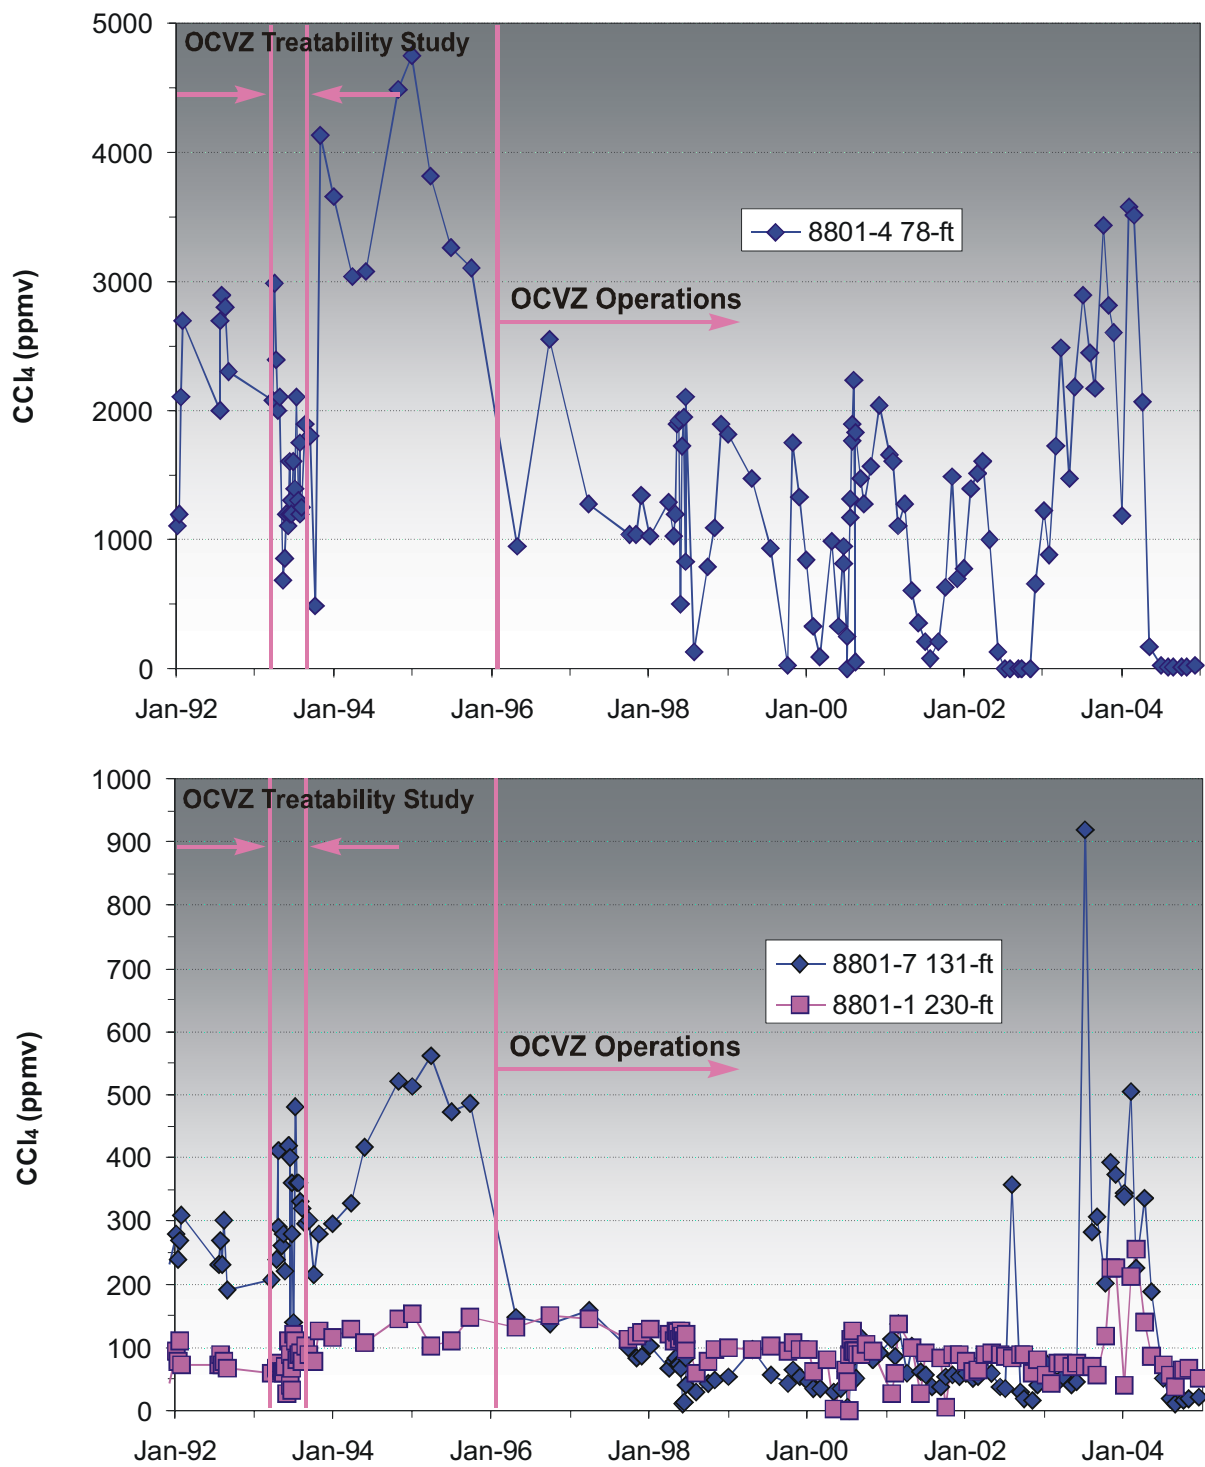 5000
OCVZ Treatability Study
4000
8801-4 78-ft
3000
OCVZ Operations
CCl₄ (ppmv)
2000
1000
0
Jan-92 Jan-94 Jan-96 Jan-98 Jan-00 Jan-02 Jan-04
1000
OCVZ Treatability Study
900
800
8801-7 131-ft
700
8801-1 230-ft
600
OCVZ Operations
CCl₄ (ppmv)
500
400
300
200
100
0
Jan-92 Jan-94 Jan-96 Jan-98 Jan-00 Jan-02 Jan-04